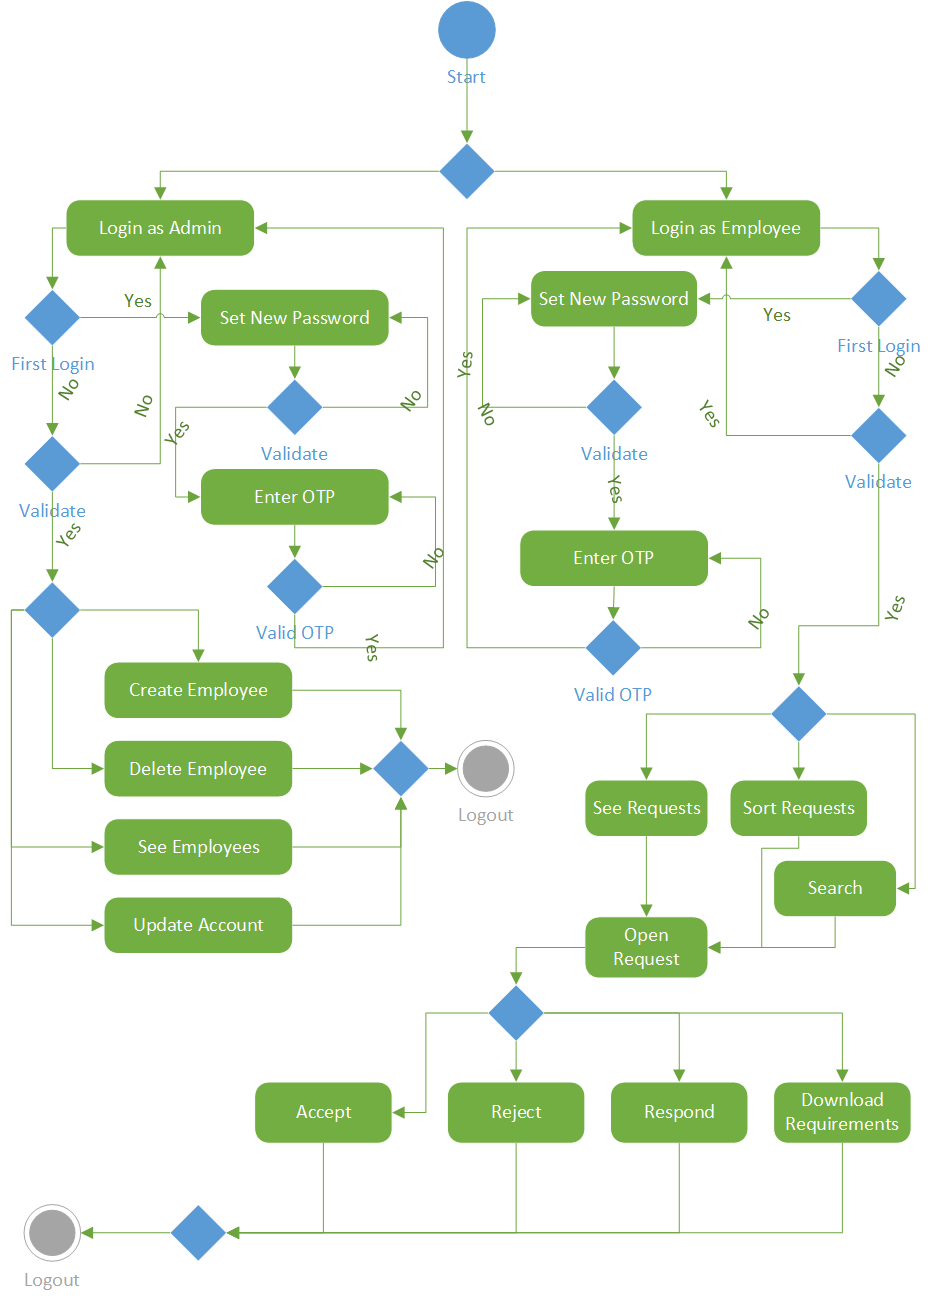 Start
Login as Admin
Login as Employee
Yes
Set New Password
First Login
No
No
Yes
No
Validate
Enter OTP
Validate
Yes
No
Valid OTP
Yes
Set New Password
Yes
First Login
Yes
No
No
Yes
Validate
Validate
Yes
Enter OTP
No
Yes
Valid OTP
Create Employee
Delete Employee
See Employees
Update Account
Logout
See Requests
Sort Requests
Search
Open
Request
Accept
Reject
Respond
Download
Requirements
Logout